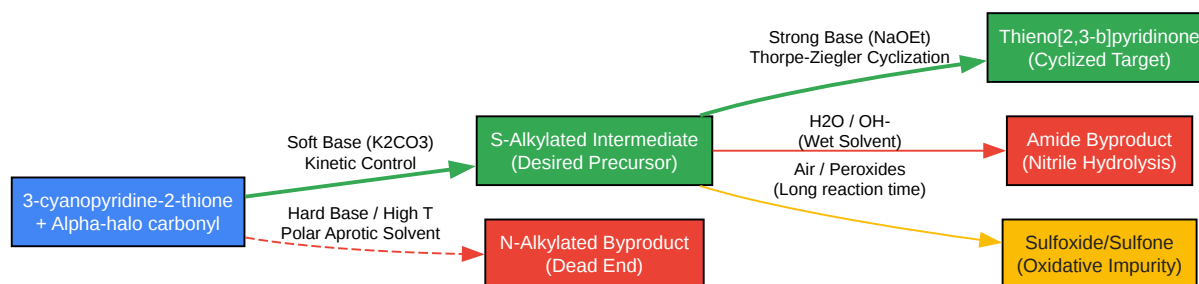 3-cyanopyridine-2-thione
+ Alpha-halo carbonyl
Soft Base (K2CO3)
Kinetic Control
Hard Base / High T
Polar Aprotic Solvent
S-Alkylated Intermediate
(Desired Precursor)
N-Alkylated Byproduct
(Dead End)
Strong Base (NaOEt)
Thorpe-Ziegler Cyclization
H2O / OH-
(Wet Solvent)
Air / Peroxides
(Long reaction time)
Thieno[2,3-b]pyridinone
(Cyclized Target)
Amide Byproduct
(Nitrile Hydrolysis)
Sulfoxide/Sulfone
(Oxidative Impurity)